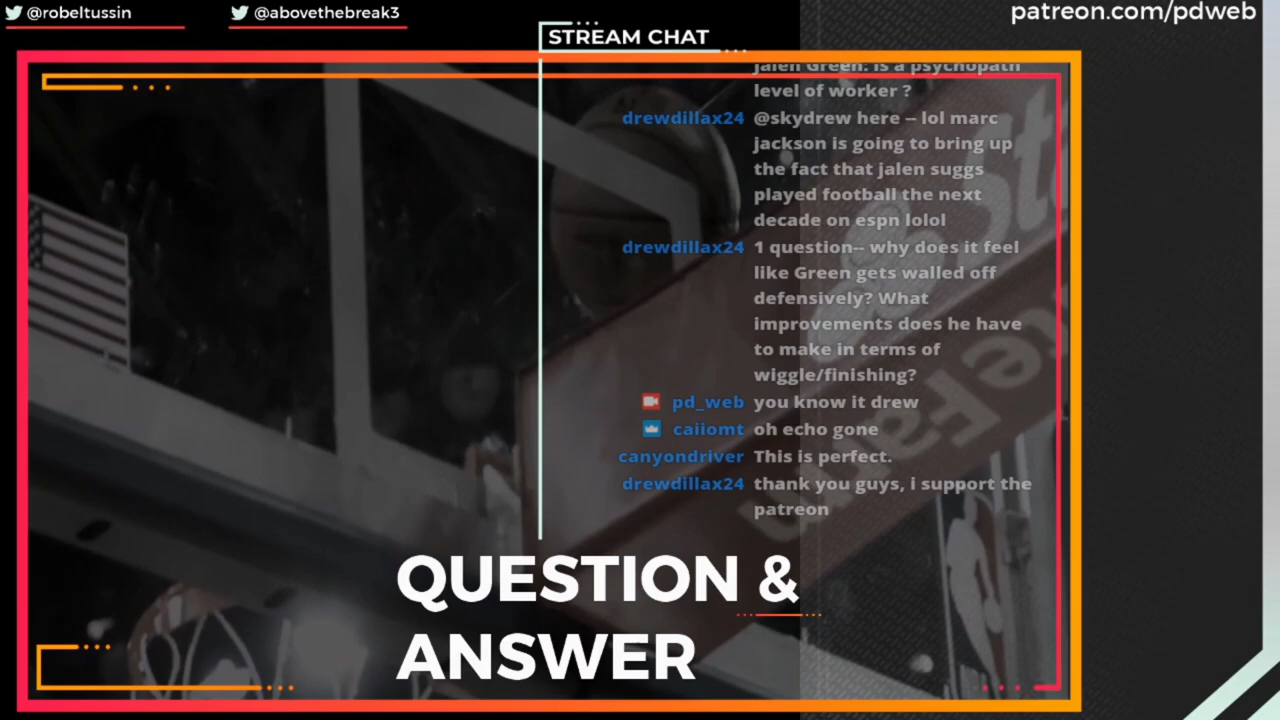 @robeltussin
@abovethebreak3
patreon.com/pdweb
STREAM CHAT
jalen Green: is a psychopath
level of worker ?
drewdillax24 @skydrew here -- lol marc
jackson is going to bring up
the fact that jalen suggs
played football the next
decade on espn lolol
drewdillax24 1 question-- why does it feel
like Green gets walled off
defensively? What
improvements does he have
to make in terms of
wiggle/finishing?
pd_web you know it drew
caiiomt oh echo gone
canyondriver This is perfect.
drewdillax24 thank you guys, i support the
patreon
QUESTION &
ANSWER